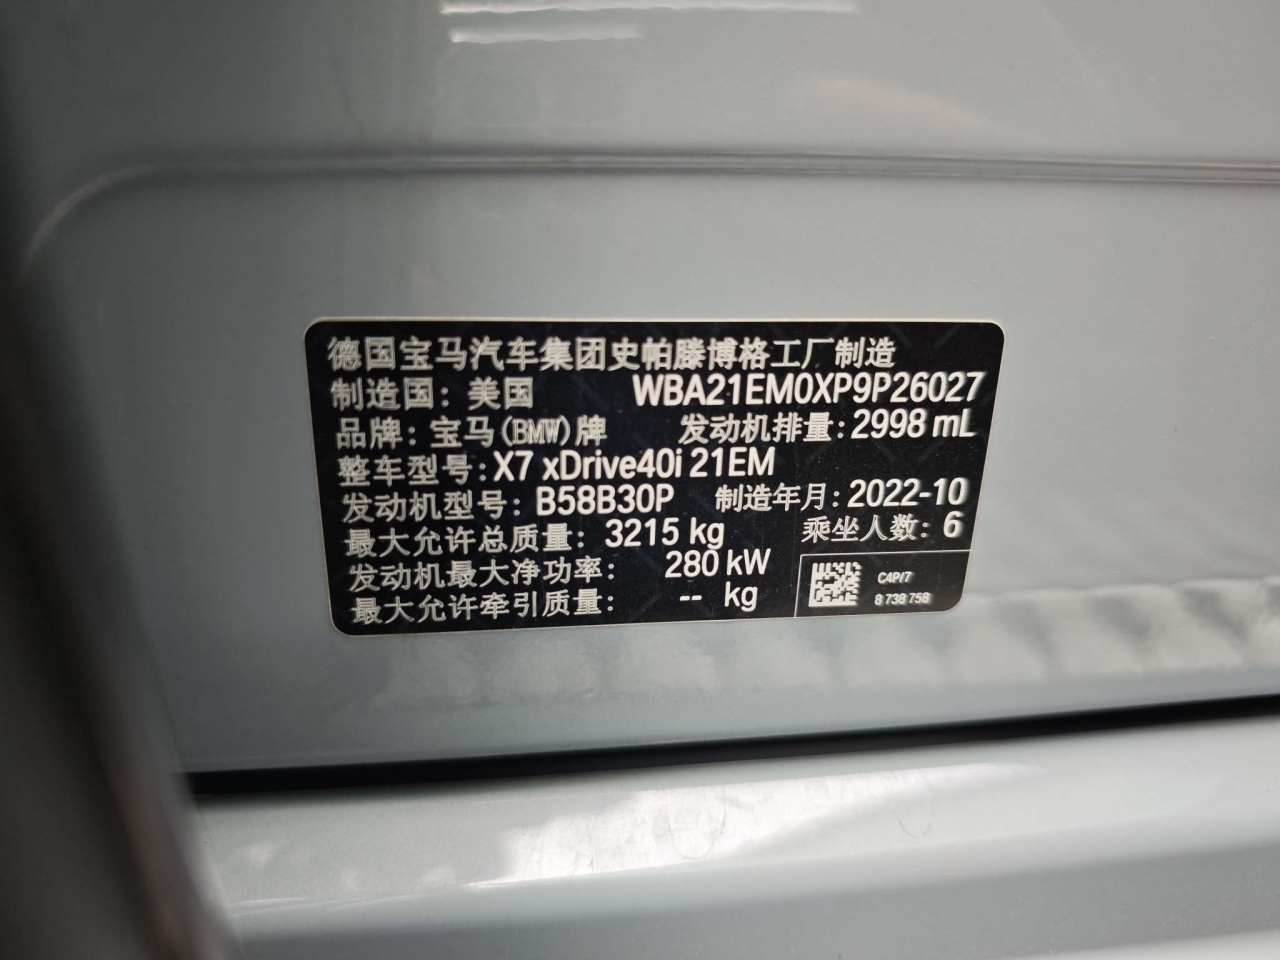 德国宝马汽车集团史帕滕博格工厂制造
制造国: 美国 WBA21EM0XP9P26027
品牌: 宝马(BMW)牌 发动机排量: 2998 mL
整车型号: X7 xDrive40i 21EM
发动机型号: B58B30P 制造年月: 2022-10
最大允许总质量: 3215 kg 乘坐人数: 6
发动机最大净功率: 280 kW
最大允许牵引质量: -- kg
C4PI7
8 738 758